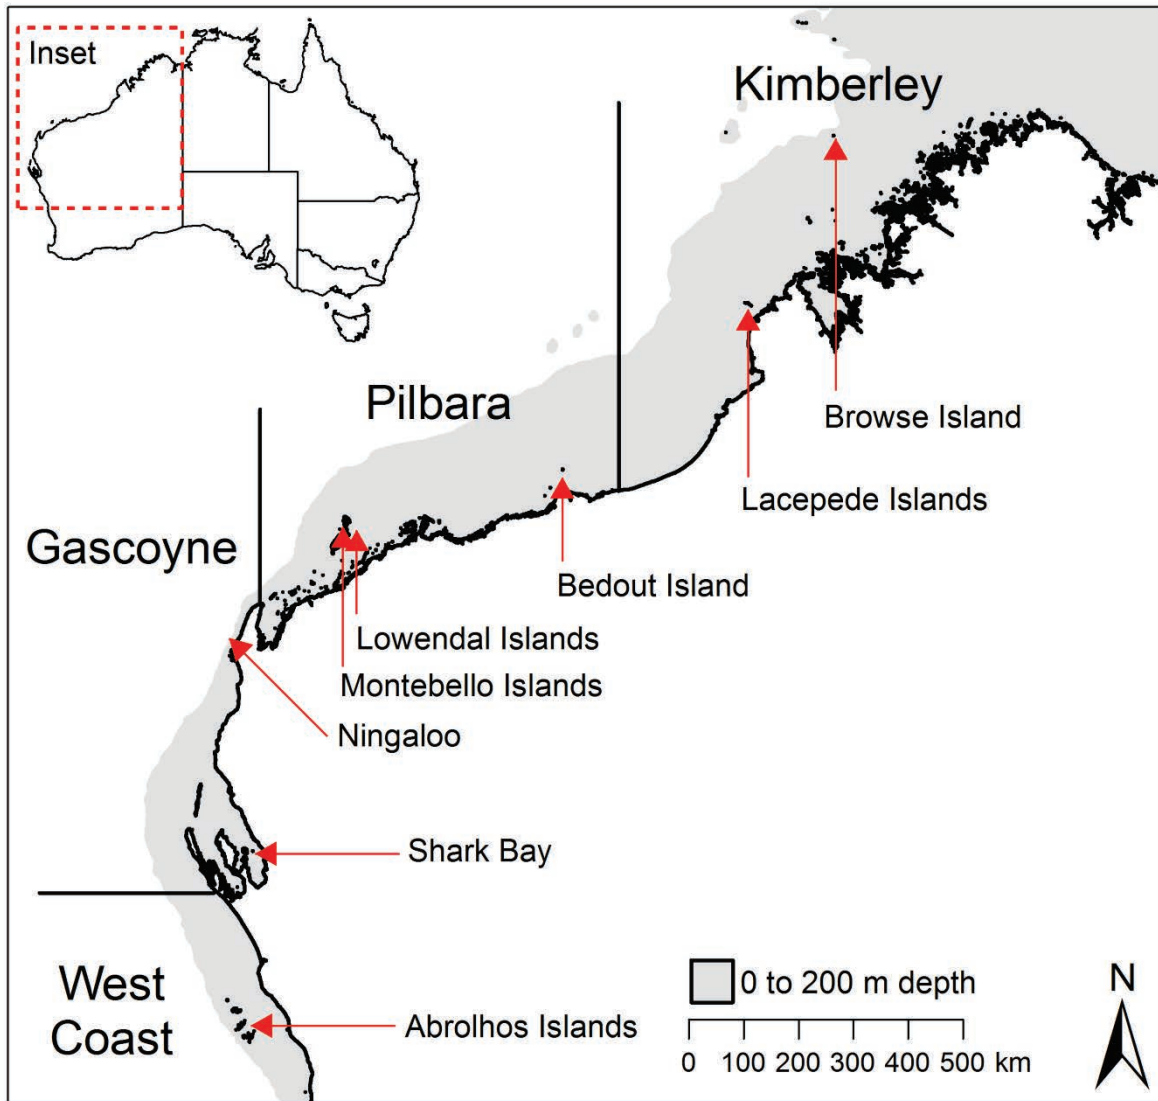 Inset
Kimberley
Pilbara
Browse Island
Lacepede Islands
Gascoyne
Bedout Island
Lowendal Islands
Montebello Islands
Ningaloo
Shark Bay
West
Coast
Abrolhos Islands
0 to 200 m depth
N
0 100 200 300 400 500 km